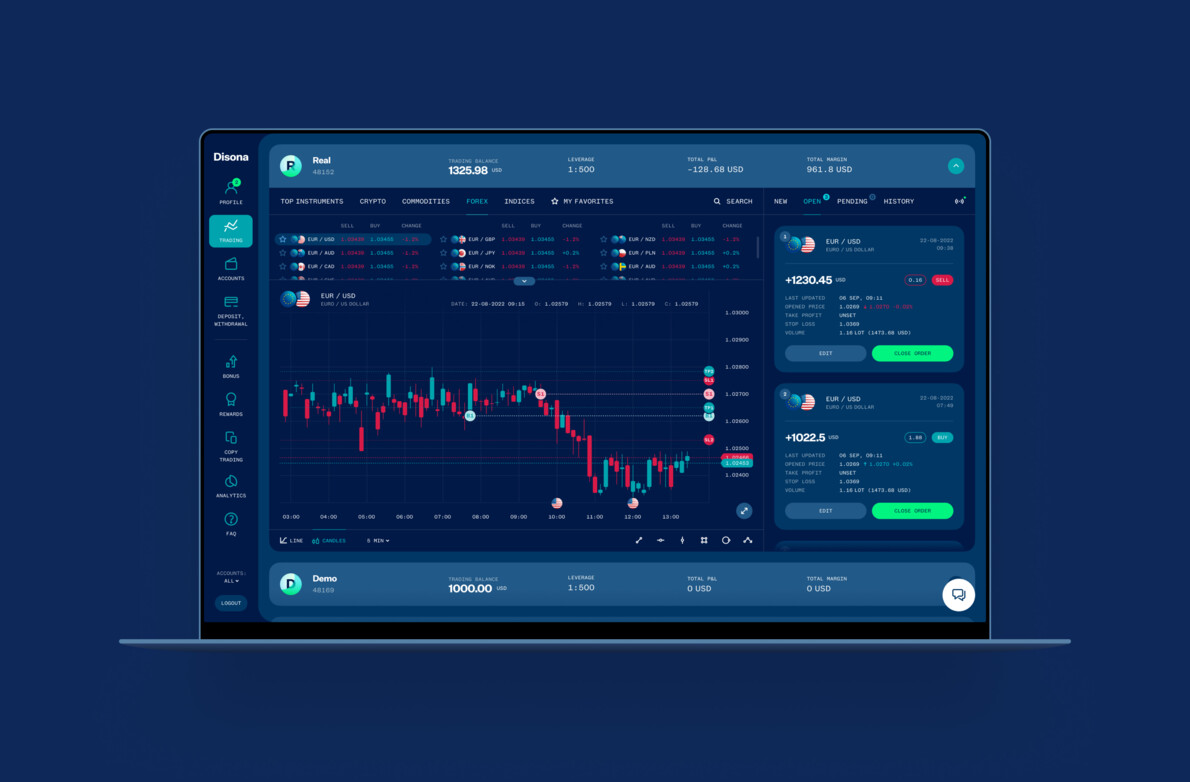 Disona
PROFILE
TRADING
ACCOUNTS
DEPOSIT,
WITHDRAWAL
BONUS
REWARDS
COPY
TRADING
ANALYTICS
FAQ
ACCOUNTS:
ALL
LOGOUT
R
Real
48152
TRADING BALANCE
1325.98 USD
LEVERAGE
1:500
TOTAL P&L
-128.68 USD
TOTAL MARGIN
961.8 USD
TOP INSTRUMENTS CRYPTO COMMODITIES FOREX INDICES MY FAVORITES SEARCH
SELL BUY CHANGE SELL BUY CHANGE SELL BUY CHANGE
EUR / USD 1.03436 1.03455 -1.2% EUR / GBP 1.03436 1.03455 -1.2% EUR / NZD 1.03436 1.03455 -1.2%
EUR / AUD 1.03436 1.03455 -1.2% EUR / JPY 1.03436 1.03455 +0.3% EUR / PLN 1.03436 1.03455 +0.3%
EUR / CAD 1.03436 1.03455 -1.2% EUR / NOK 1.03436 1.03455 -1.2% EUR / AUD 1.03436 1.03455 +0.3%
EUR / USD
EURO / US DOLLAR
DATE: 22-08-2022 09:15 O: 1.02579 H: 1.02579 L: 1.02579 C: 1.02579
1.03000
1.02900
1.02800
1.02700
1.02600
1.02500
1.02453
1.02400
TP2
S1
S1
TP1
B1
03:00 04:00 05:00 06:00 07:00 08:00 09:00 10:00 11:00 12:00 13:00
LINE CANDLES 5 MIN
NEW OPEN 2 PENDING HISTORY
1
EUR / USD
EURO / US DOLLAR
22-08-2022
09:38
+1230.45 USD
0.16 SELL
LAST UPDATED 06 SEP, 09:11
OPENED PRICE 1.0269 1.0270 -0.02%
TAKE PROFIT UNSET
STOP LOSS 1.0369
VOLUME 1.16 LOT (1473.68 USD)
EDIT CLOSE ORDER
2
EUR / USD
EURO / US DOLLAR
22-08-2022
07:49
+1022.5 USD
1.68 BUY
LAST UPDATED 06 SEP, 09:11
OPENED PRICE 1.0269 1.0270 +0.02%
TAKE PROFIT UNSET
STOP LOSS 1.0369
VOLUME 1.16 LOT (1473.68 USD)
EDIT CLOSE ORDER
D
Demo
48169
TRADING BALANCE
1000.00 USD
LEVERAGE
1:500
TOTAL P&L
0 USD
TOTAL MARGIN
0 USD